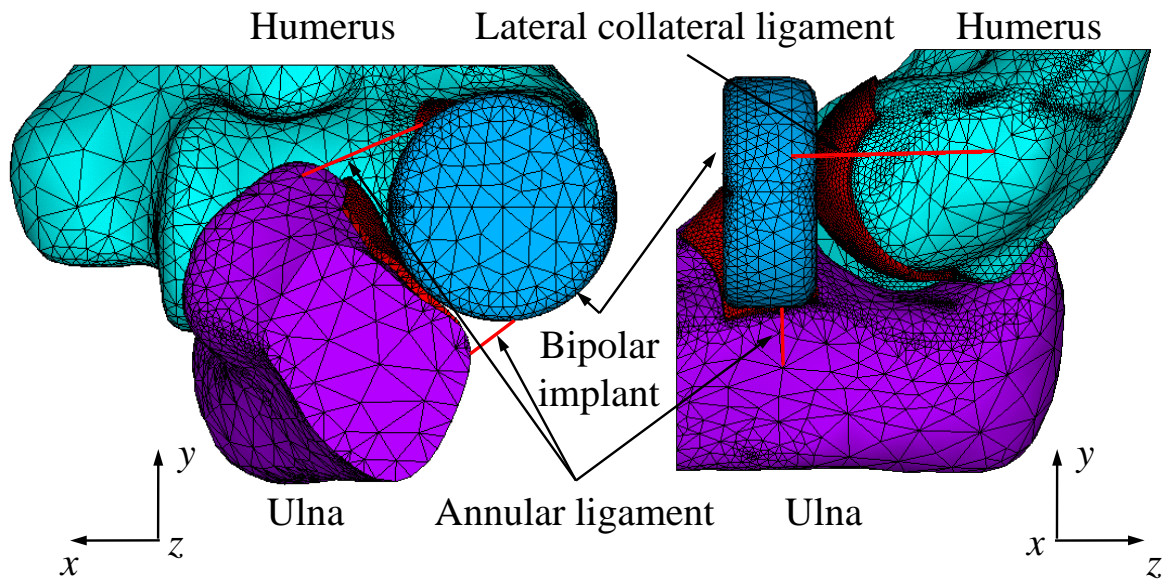 Humerus
Lateral collateral ligament
Humerus
Bipolar
implant
y
x
z
Ulna
Annular ligament
Ulna
y
x
z